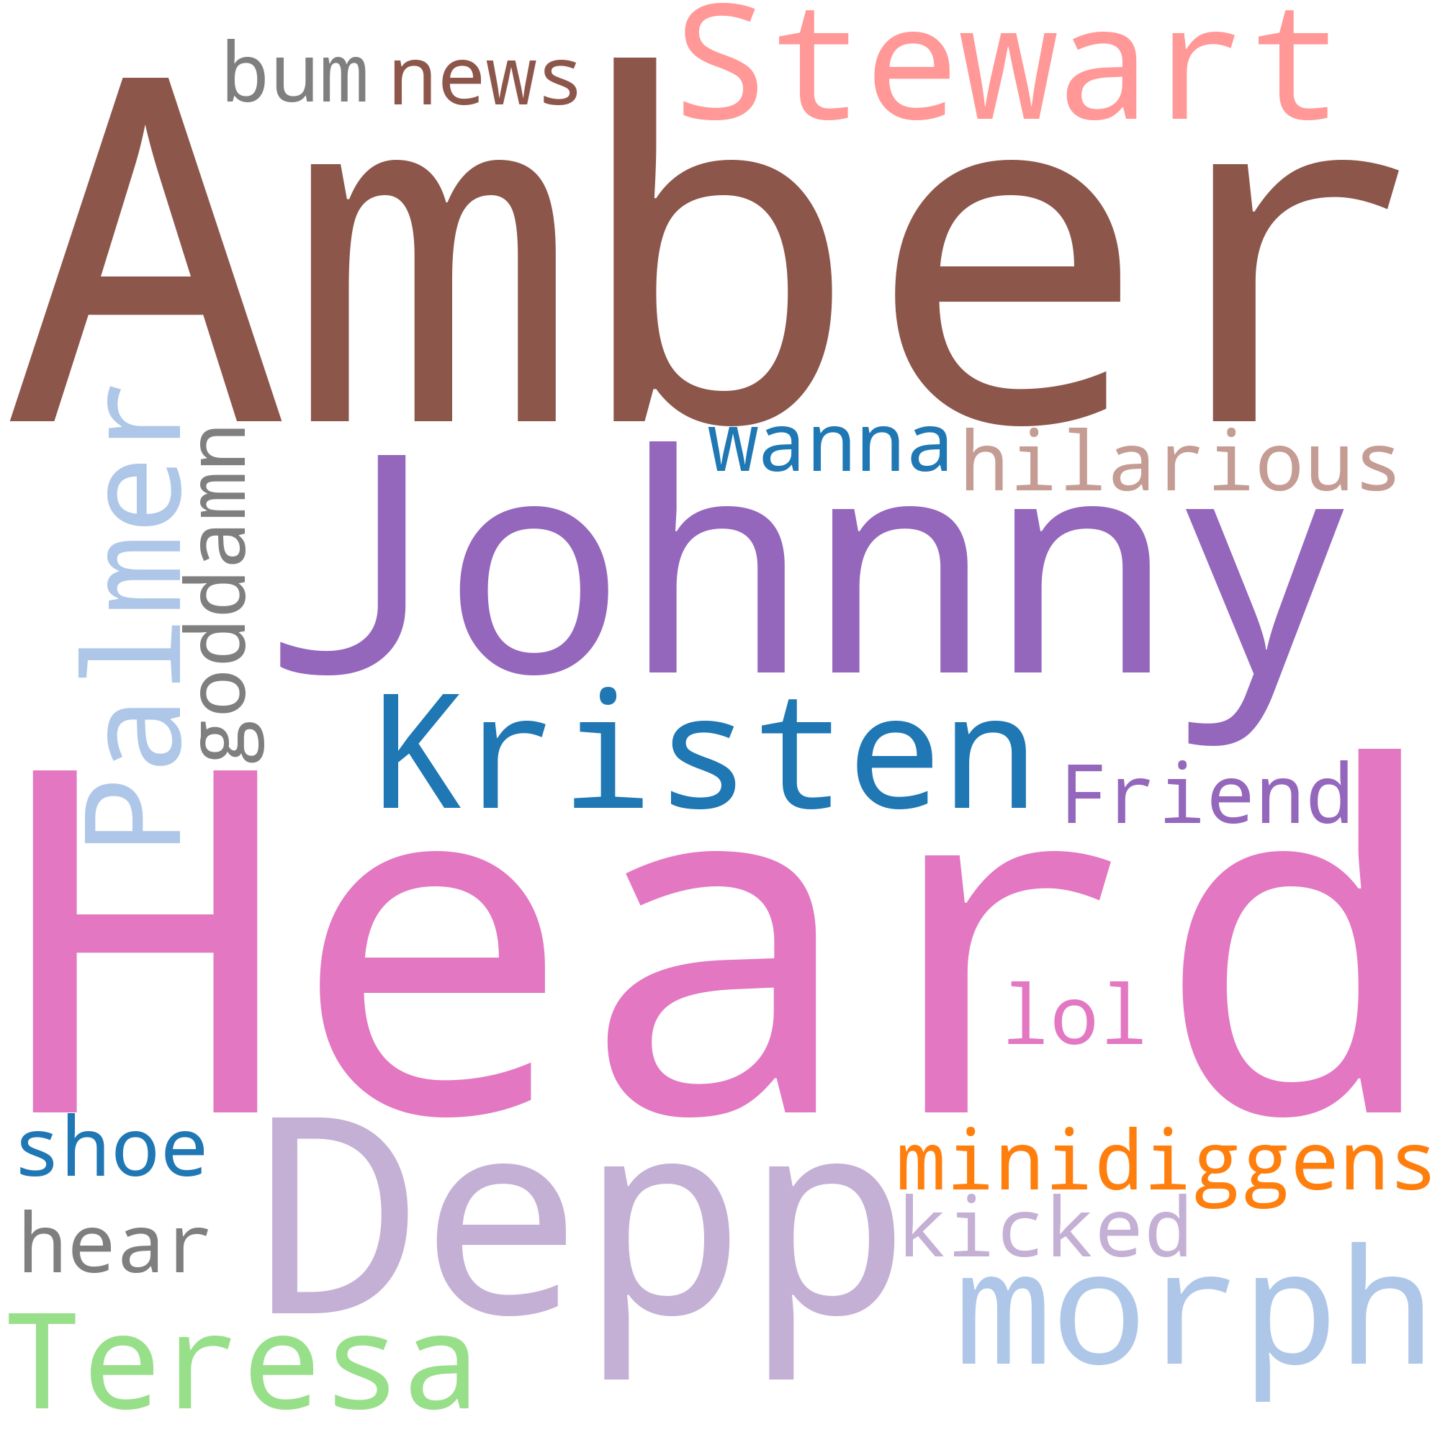 Stewart
bum news
Amber
wanna
hilarious
Palmer
goddamn
Johnny
Kristen
Friend
Heard
lol
shoe
Depp
minidiggens
kicked
hear
morph
Teresa